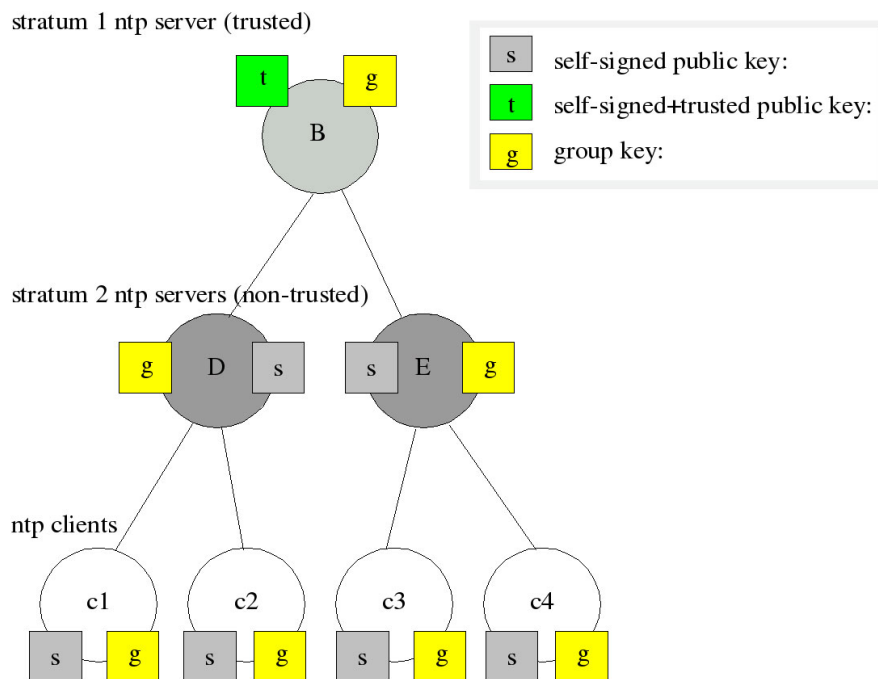 stratum 1 ntp server (trusted)
s self-signed public key:
t self-signed+trusted public key:
g group key:
t g
B
stratum 2 ntp servers (non-trusted)
g D s s E g
ntp clients
c1 c2 c3 c4
s g s g s g s g